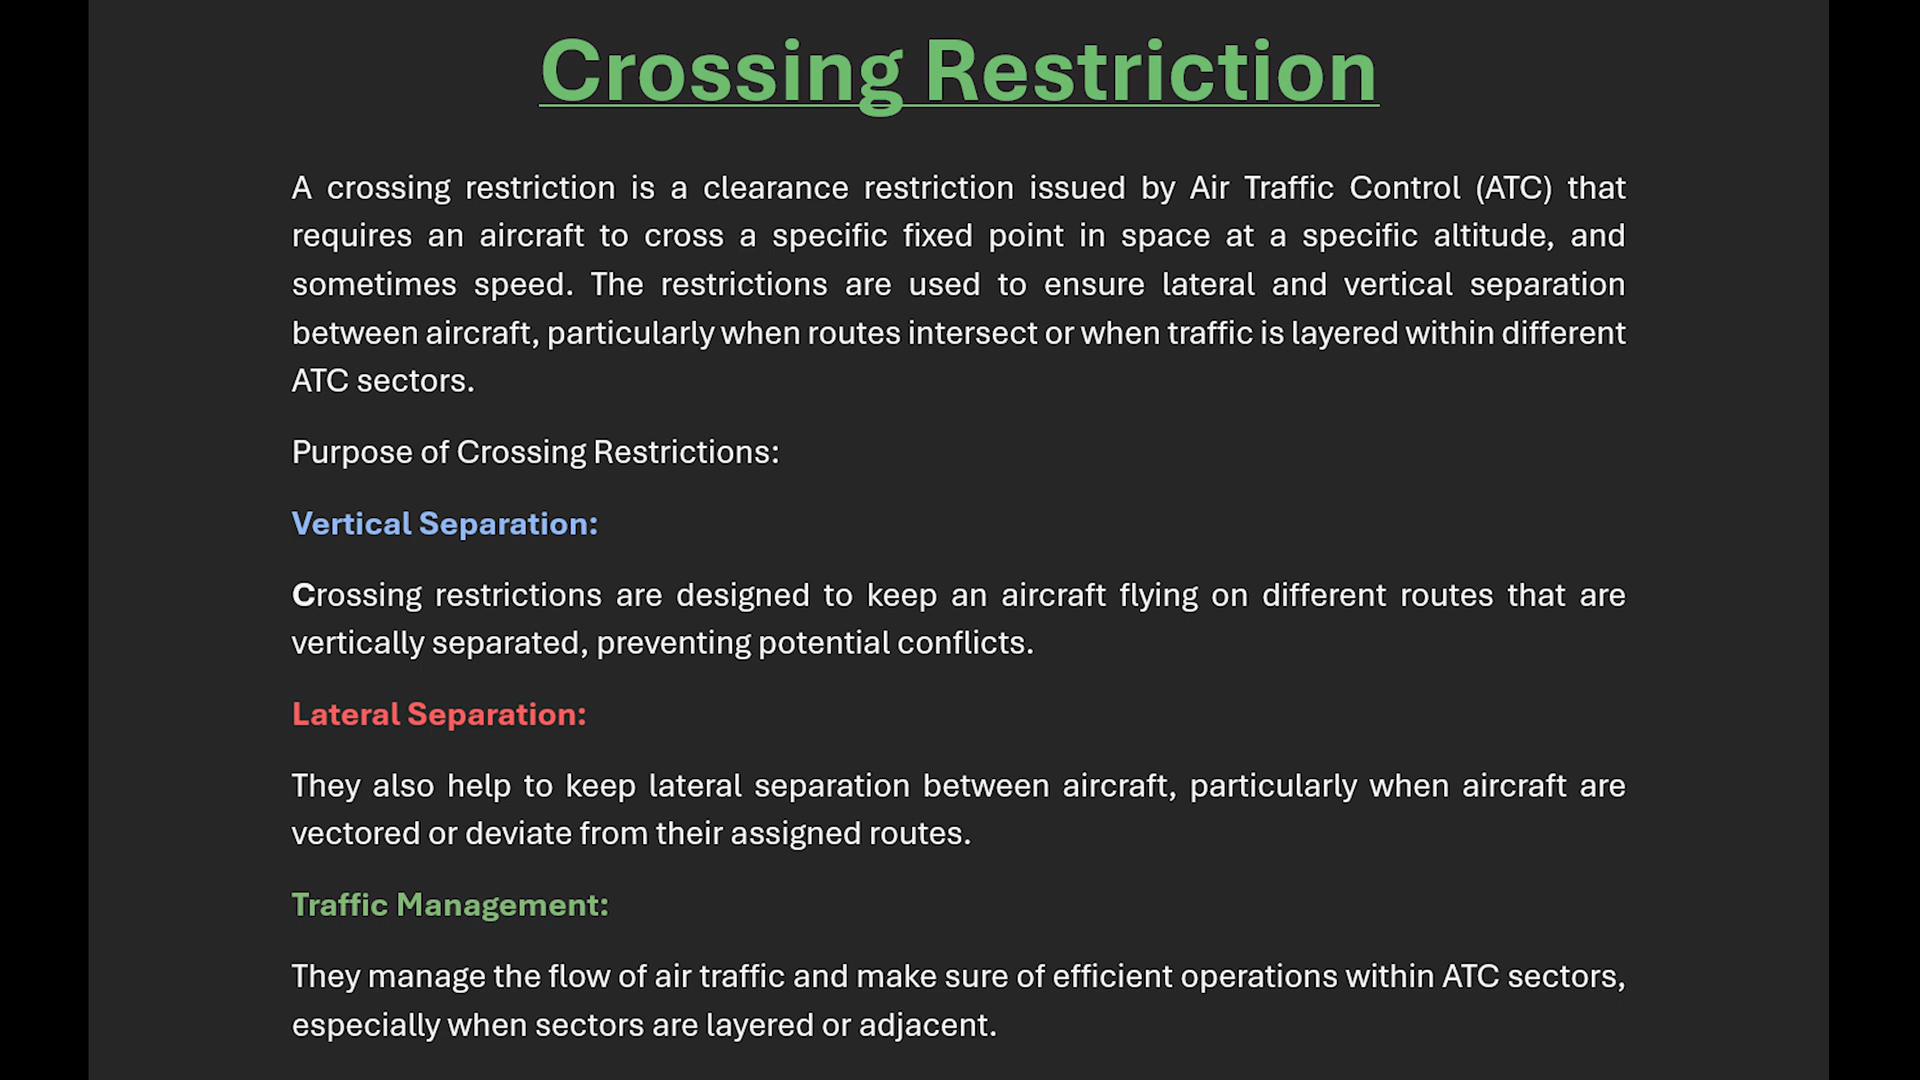 Crossing Restriction
A crossing restriction is a clearance restriction issued by Air Traffic Control (ATC) that
requires an aircraft to cross a specific fixed point in space at a specific altitude, and
sometimes speed. The restrictions are used to ensure lateral and vertical separation
between aircraft, particularly when routes intersect or when traffic is layered within different
ATC sectors.
Purpose of Crossing Restrictions:
Vertical Separation:
Crossing restrictions are designed to keep an aircraft flying on different routes that are
vertically separated, preventing potential conflicts.
Lateral Separation:
They also help to keep lateral separation between aircraft, particularly when aircraft are
vectored or deviate from their assigned routes.
Traffic Management:
They manage the flow of air traffic and make sure of efficient operations within ATC sectors,
especially when sectors are layered or adjacent.